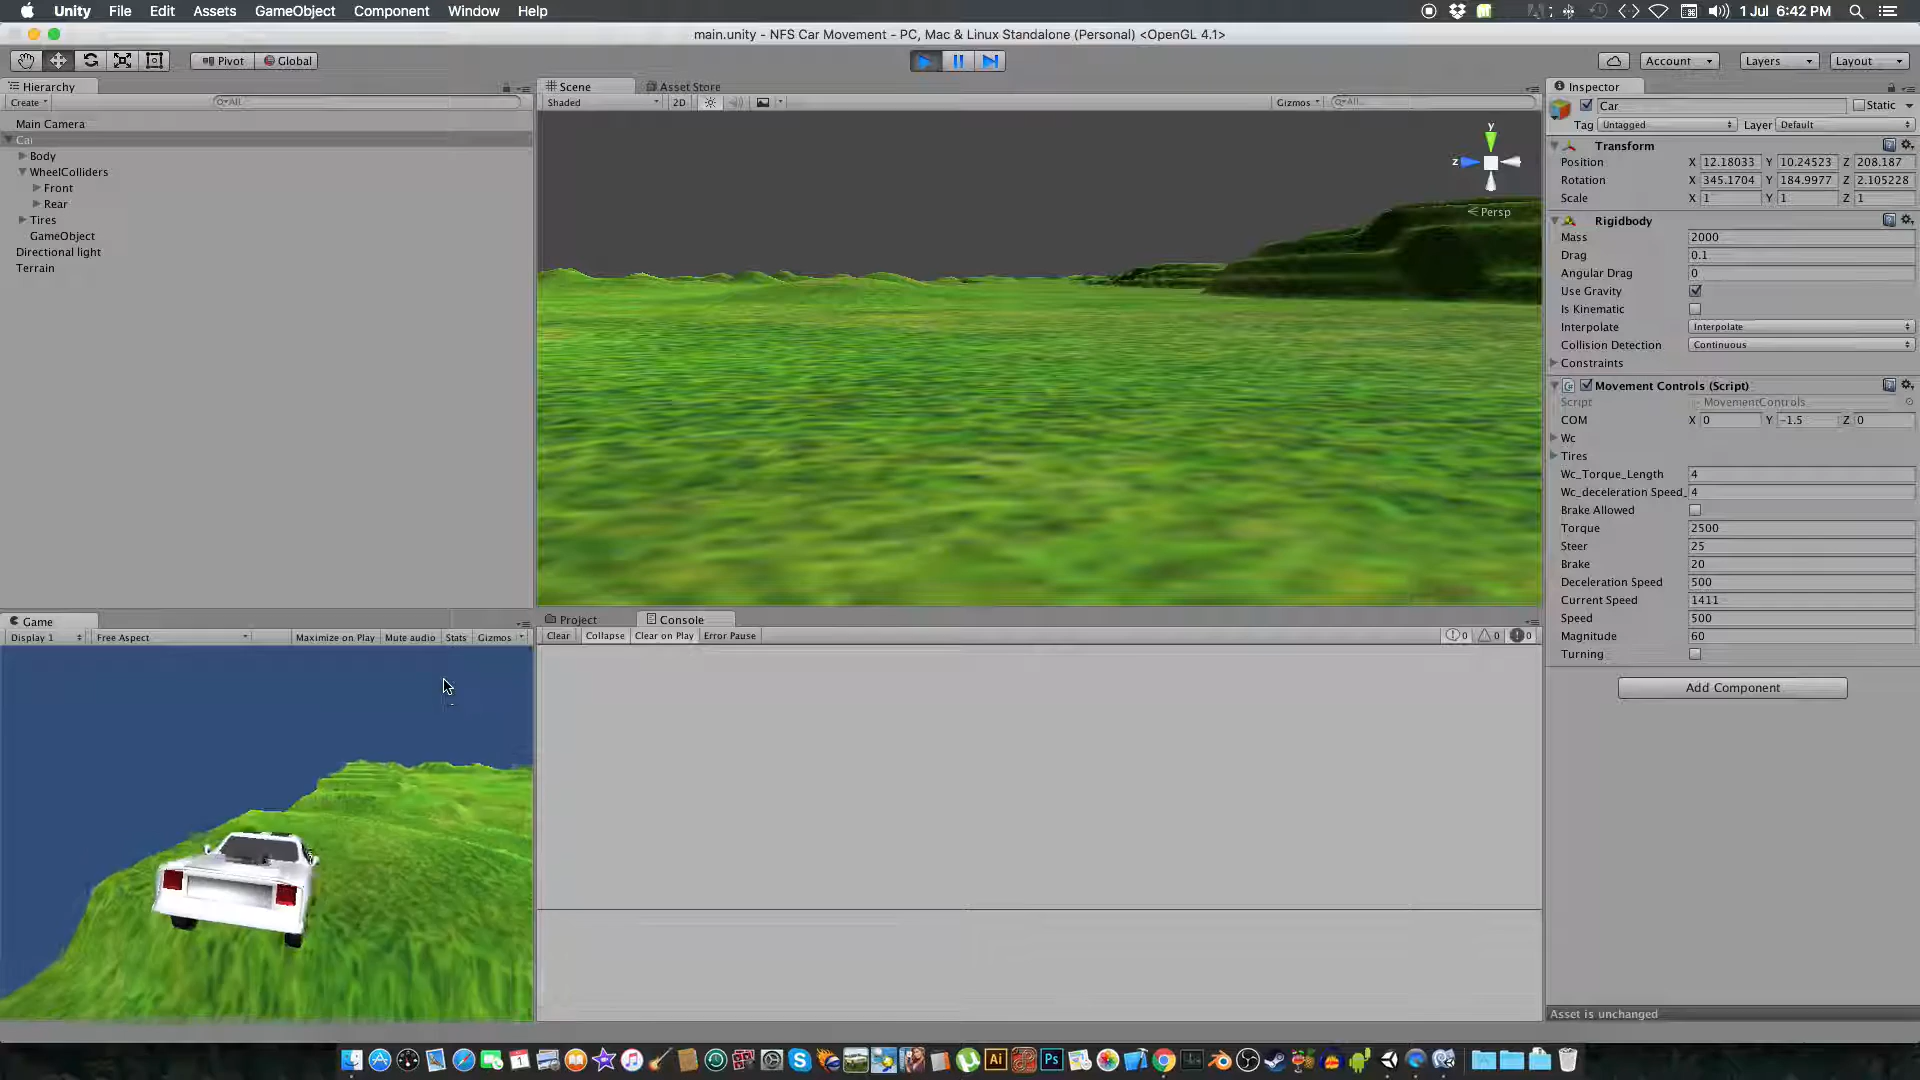 Unity File Edit Assets GameObject Component Window Help 1 Jul 6:42 PM
main.unity - NFS Car Movement - PC, Mac & Linux Standalone (Personal) <OpenGL 4.1>
Pivot Global Account Layers Layout
Hierarchy
Create All
Main Camera
Car
Body
WheelColliders
Front
Rear
Tires
GameObject
Directional light
Terrain
Scene Asset Store
Shaded 2D Gizmos All
y
z
Persp
Inspector
Car Static
Tag Untagged Layer Default
Transform
Position X 12.18033 Y 10.24523 Z 208.187
Rotation X 345.1704 Y 184.9977 Z 2.105228
Scale X 1 Y 1 Z 1
Rigidbody
Mass 2000
Drag 0.1
Angular Drag 0
Use Gravity
Is Kinematic
Interpolate Interpolate
Collision Detection Continuous
Constraints
Movement Controls (Script)
Script MovementControls
COM X 0 Y -1.5 Z 0
Wc
Tires
Wc_Torque_Length 4
Wc_deceleration Speed_ 4
Brake Allowed
Torque 2500
Steer 25
Brake 20
Deceleration Speed 500
Current Speed 1411
Speed 500
Magnitude 60
Turning
Add Component
Asset is unchanged
Game
Display 1 Free Aspect Maximize on Play Mute audio Stats Gizmos
Project Console
Clear Collapse Clear on Play Error Pause 0 0 0